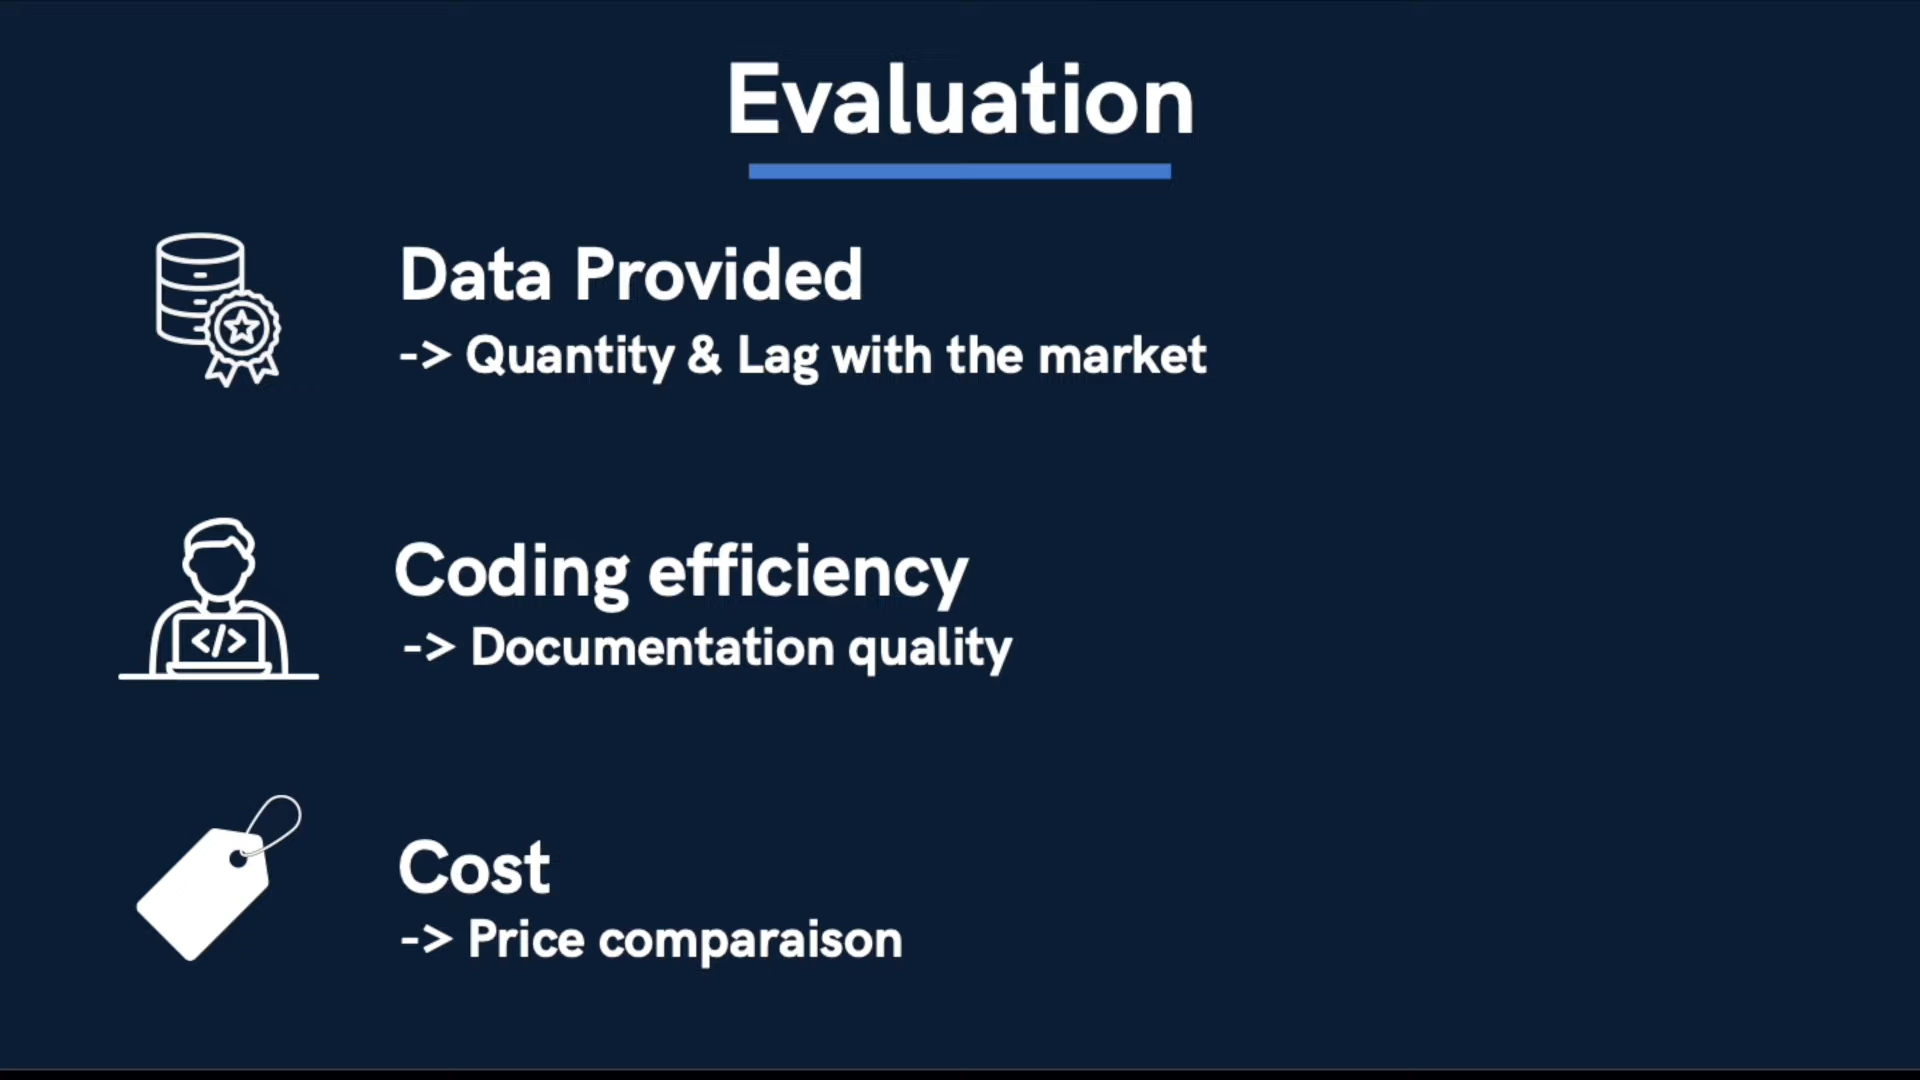 Evaluation
Data Provided
-> Quantity & Lag with the market
Coding efficiency
</>
-> Documentation quality
Cost
-> Price comparaison